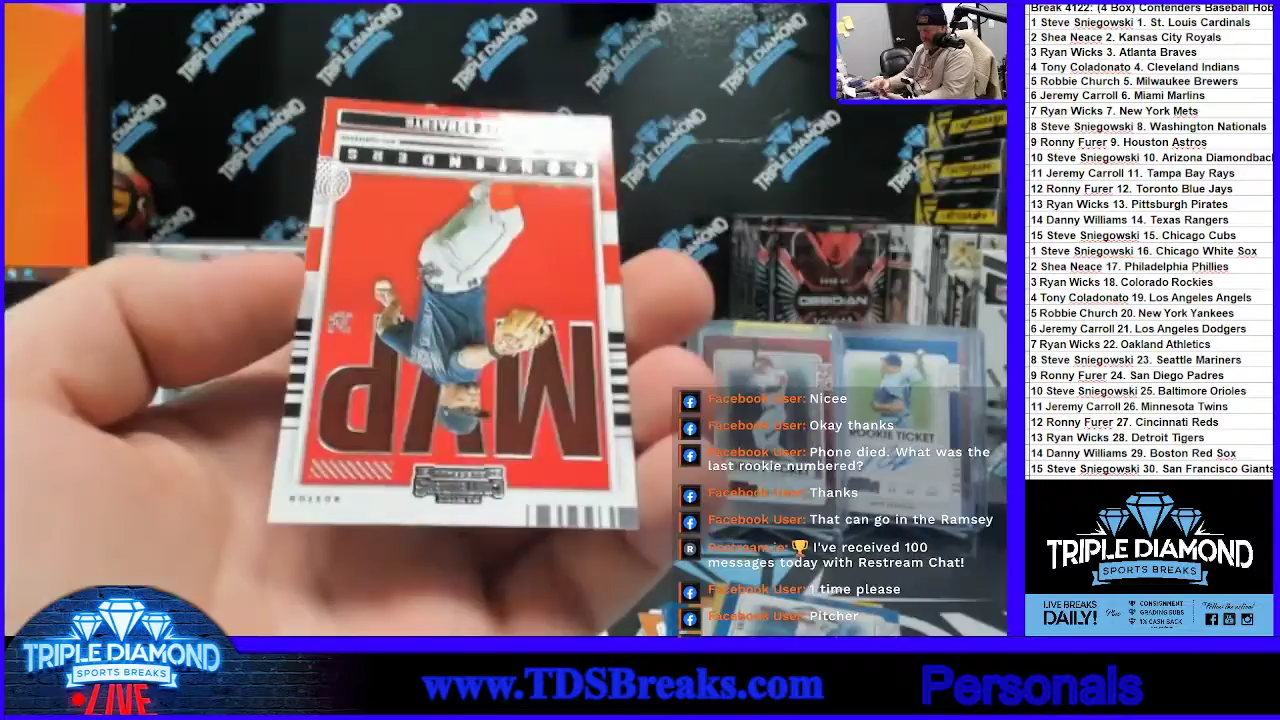 Break 4122: (4 Box) Contenders Baseball Hob
1 Steve Sniegowski 1. St. Louis Cardinals
2 Shea Neace 2. Kansas City Royals
3 Ryan Wicks 3. Atlanta Braves
4 Tony Coladonato 4. Cleveland Indians
5 Robbie Church 5. Milwaukee Brewers
6 Jeremy Carroll 6. Miami Marlins
7 Ryan Wicks 7. New York Mets
8 Steve Sniegowski 8. Washington Nationals
9 Ronny Furer 9. Houston Astros
10 Steve Sniegowski 10. Arizona Diamondback
11 Jeremy Carroll 11. Tampa Bay Rays
12 Ronny Furer 12. Toronto Blue Jays
13 Ryan Wicks 13. Pittsburgh Pirates
14 Danny Williams 14. Texas Rangers
15 Steve Sniegowski 15. Chicago Cubs
1 Steve Sniegowski 16. Chicago White Sox
2 Shea Neace 17. Philadelphia Phillies
3 Ryan Wicks 18. Colorado Rockies
4 Tony Coladonato 19. Los Angeles Angels
5 Robbie Church 20. New York Yankees
6 Jeremy Carroll 21. Los Angeles Dodgers
7 Ryan Wicks 22. Oakland Athletics
8 Steve Sniegowski 23. Seattle Mariners
9 Ronny Furer 24. San Diego Padres
10 Steve Sniegowski 25. Baltimore Orioles
11 Jeremy Carroll 26. Minnesota Twins
12 Ronny Furer 27. Cincinnati Reds
13 Ryan Wicks 28. Detroit Tigers
14 Danny Williams 29. Boston Red Sox
15 Steve Sniegowski 30. San Francisco Giants
TRIPLE DIAMOND
SPORTS BREAKS
LIVE BREAKS
DAILY!
Plus
CONSIGNMENT
GRADING SUBS
1% CASH BACK
CONTENDERS
MVP
BOSTON
OBSIDIAN
ROOKIE TICKET
Facebook User: Nicee
Facebook User: Okay thanks
Facebook User: Phone died. What was the
last rookie numbered?
Facebook User: Thanks
Facebook User: That can go in the Ramsey
Restream.io: 🏆 I've received 100
messages today with Restream Chat!
Facebook User: 1 time please
Facebook User: Pitcher
TRIPLE DIAMOND
SPORTS BREAKS
LIVE
www.TDSBreaks.com
Personals